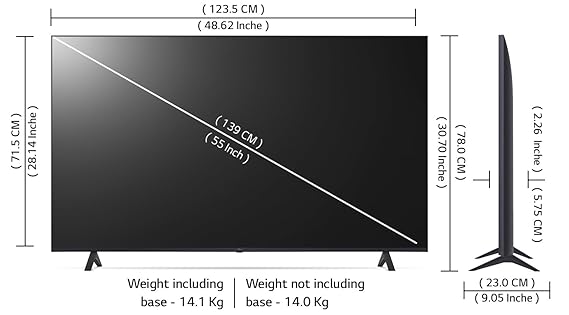 ( 123.5 CM )
( 48.62 Inche )
( 71.5 CM )
( 28.14 Inche )
( 139 CM )
( 55 Inch )
( 30.70 Inche )
( 78.0 CM )
( 2.26 Inche )
( 5.75 CM )
Weight including
base - 14.1 Kg
Weight not including
base - 14.0 Kg
( 23.0 CM )
( 9.05 Inche )